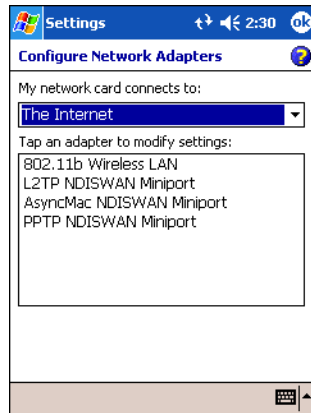 Settings 2:30 ok
Configure Network Adapters ?
My network card connects to:
The Internet
Tap an adapter to modify settings:
802.11b Wireless LAN
L2TP NDISWAN Miniport
AsyncMac NDISWAN Miniport
PPTP NDISWAN Miniport